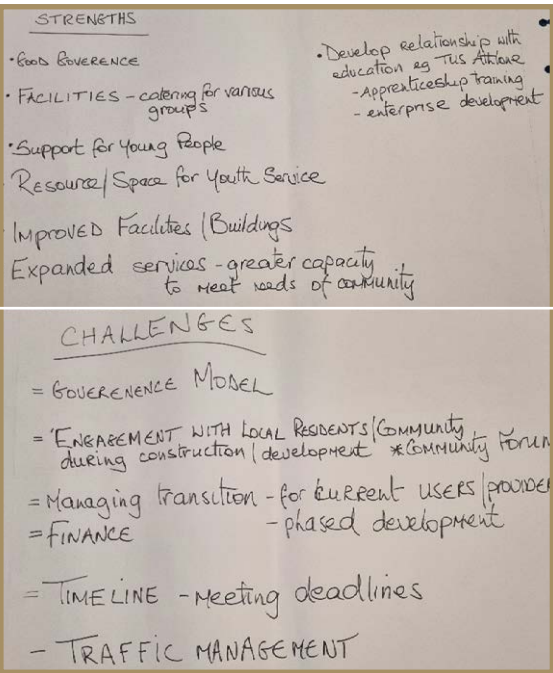 STRENGTHS
• GOOD GOVERENCE
• FACILITIES - catering for various
groups
• Support for Young People
RESOURCE/Space for Youth Service
IMPROVED Facilities/Buildings
Expanded services - greater capacity
to meet needs of community
• Develop Relationship with
education eg TUS Athlone
- Apprenticeship training
- enterprise development
CHALLENGES
= GOVERENENCE MODEL
= ENGAGEMENT WITH LOCAL RESIDENTS/COMMUNITY
during construction/development *COMMUNITY Forum
= Managing transition - for CURRENT USERS/PROVIDE
- phased development
= FINANCE
= TIMELINE - Meeting deadlines
- TRAFFIC MANAGEMENT